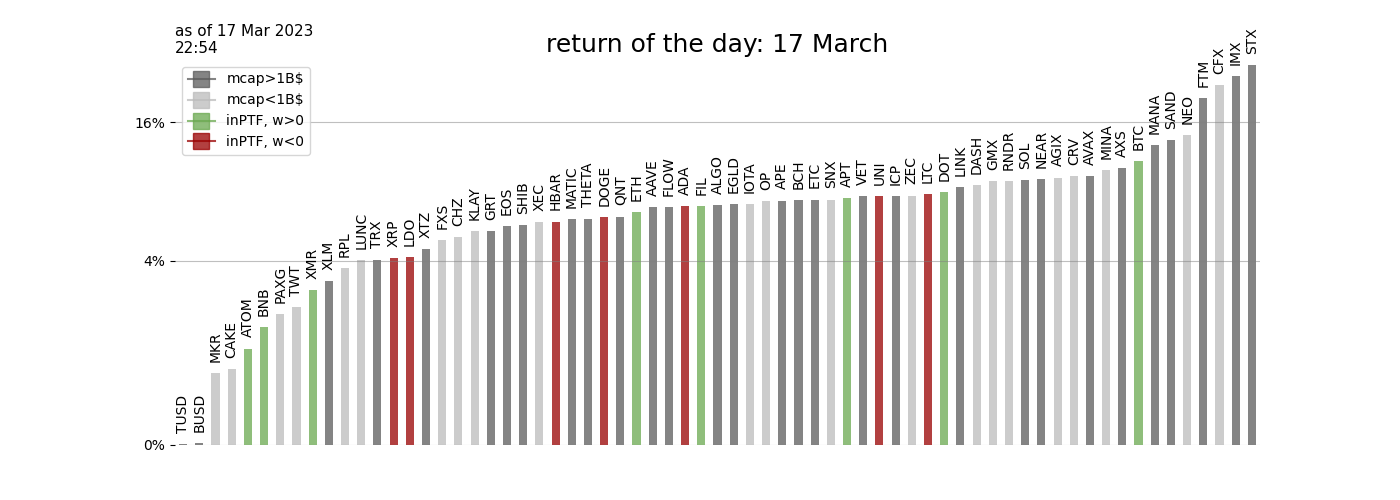 as of 17 Mar 2023
22:54
return of the day: 17 March
mcap>1B$
mcap<1B$
inPTF, w>0
inPTF, w<0
16%
4%
0%
TUSD
BUSD
MKR
CAKE
ATOM
BNB
PAXG
TWT
XMR
XLM
RPL
LUNC
TRX
XRP
LDO
XTZ
FXS
CHZ
KLAY
GRT
EOS
SHIB
XEC
HBAR
MATIC
THETA
DOGE
QNT
ETH
AAVE
FLOW
ADA
FIL
ALGO
EGLD
IOTA
OP
APE
BCH
ETC
SNX
APT
VET
UNI
ICP
ZEC
LTC
DOT
LINK
DASH
GMX
RNDR
SOL
NEAR
AGIX
CRV
AVAX
MINA
AXS
BTC
MANA
SAND
NEO
FTM
CFX
IMX
STX